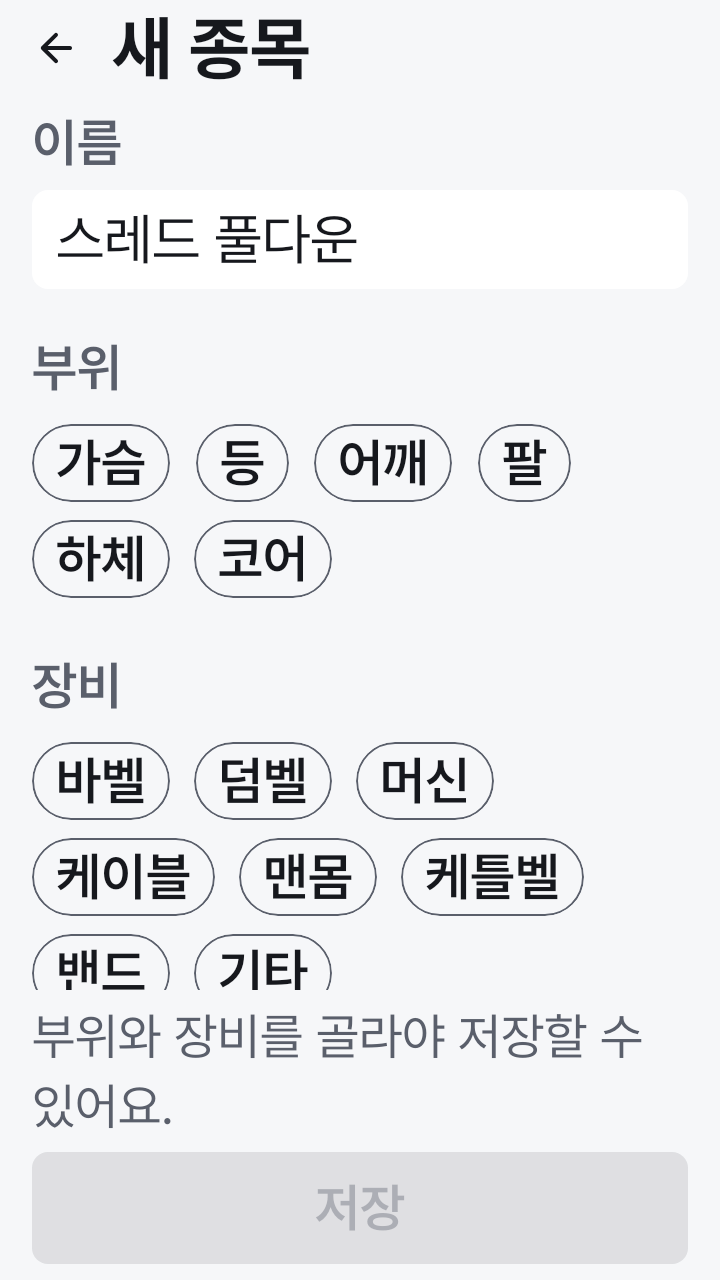 새 종목
이름
스레드 풀다운
부위
가슴 등 어깨 팔
하체 코어
장비
바벨 덤벨 머신
케이블 맨몸 케틀벨
밴드 기타
부위와 장비를 골라야 저장할 수
있어요.
저장